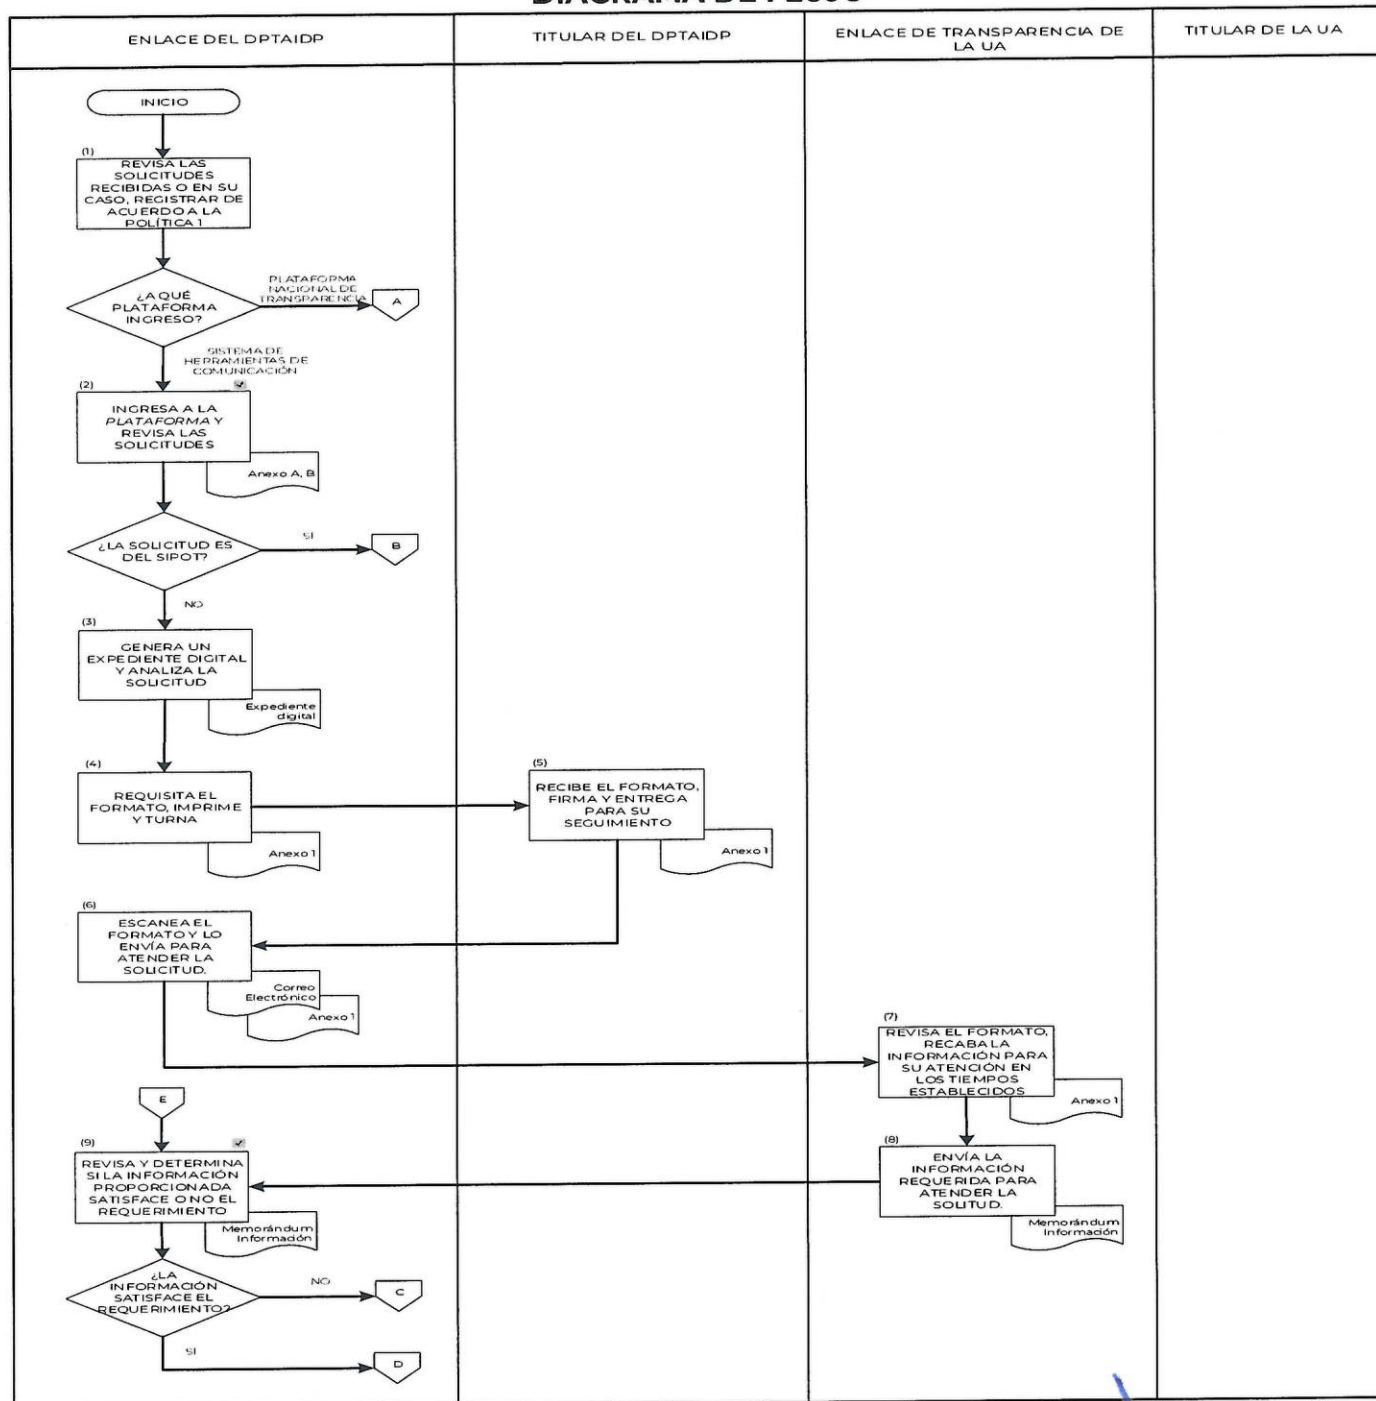 DIAGRAMA DE FLUJO
ENLACE DEL DPTAIDP
TITULAR DEL DPTAIDP
ENLACE DE TRANSPARENCIA DE
LA UA
TITULAR DE LA UA
INICIO
(1)
REVISA LAS
SOLICITUDES
RECIBIDAS O EN SU
CASO, REGISTRAR DE
ACUERDO A LA
POLÍTICA 1
¿A QUÉ
PLATAFORMA
INGRESO?
PLATAFORMA
NACIONAL DE
TRANSPARENCIA
A
SISTEMA DE
HERRAMIENTAS DE
COMUNICACIÓN
(2)
INGRESA A LA
PLATAFORMA Y
REVISA LAS
SOLICITUDES
Anexo A, B
¿LA SOLICITUD ES
DEL SIPOT?
SI
B
NO
(3)
GENERA UN
EXPEDIENTE DIGITAL
Y ANALIZA LA
SOLICITUD
Expediente
digital
(4)
REQUISITA EL
FORMATO, IMPRIME
Y TURNA
Anexo 1
(5)
RECIBE EL FORMATO,
FIRMA Y ENTREGA
PARA SU
SEGUIMIENTO
Anexo 1
(6)
ESCANEA EL
FORMATO Y LO
ENVÍA PARA
ATENDER LA
SOLICITUD.
Correo
Electrónico
Anexo 1
(7)
REVISA EL FORMATO,
RECABA LA
INFORMACIÓN PARA
SU ATENCIÓN EN
LOS TIEMPOS
ESTABLECIDOS
Anexo 1
(8)
ENVÍA LA
INFORMACIÓN
REQUERIDA PARA
ATENDER LA
SOLITUD.
Memorándum
Información
E
(9)
REVISA Y DETERMINA
SI LA INFORMACIÓN
PROPORCIONADA
SATISFACE O NO EL
REQUERIMIENTO
Memorándum
Información
¿LA
INFORMACIÓN
SATISFACE EL
REQUERIMIENTO?
NO
C
SI
D